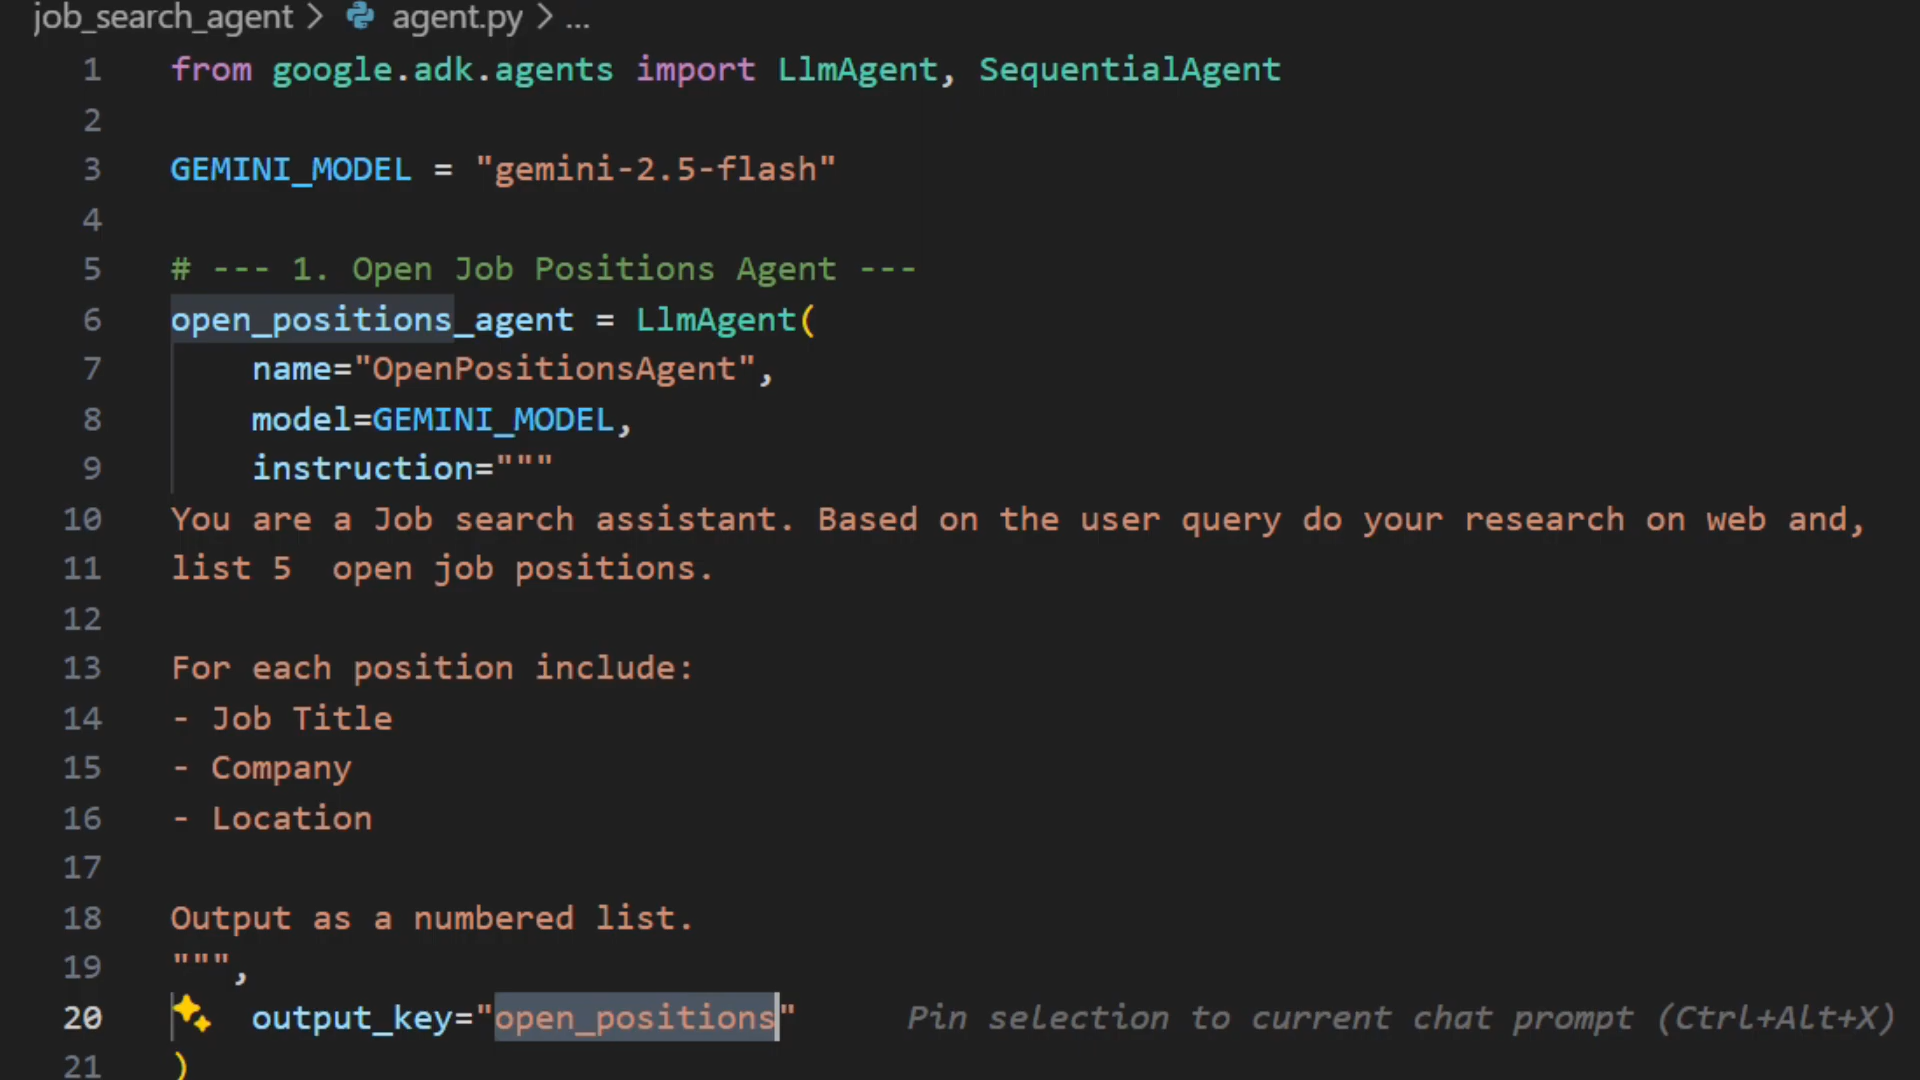 job_search_agent > agent.py > ...
1 from google.adk.agents import LlmAgent, SequentialAgent
2
3 GEMINI_MODEL = "gemini-2.5-flash"
4
5 # --- 1. Open Job Positions Agent ---
6 open_positions_agent = LlmAgent(
7     name="OpenPositionsAgent",
8     model=GEMINI_MODEL,
9     instruction="""
10 You are a Job search assistant. Based on the user query do your research on web and,
11 list 5  open job positions.
12
13 For each position include:
14 - Job Title
15 - Company
16 - Location
17
18 Output as a numbered list.
19 """,
20     output_key="open_positions" Pin selection to current chat prompt (Ctrl+Alt+X)
21 )